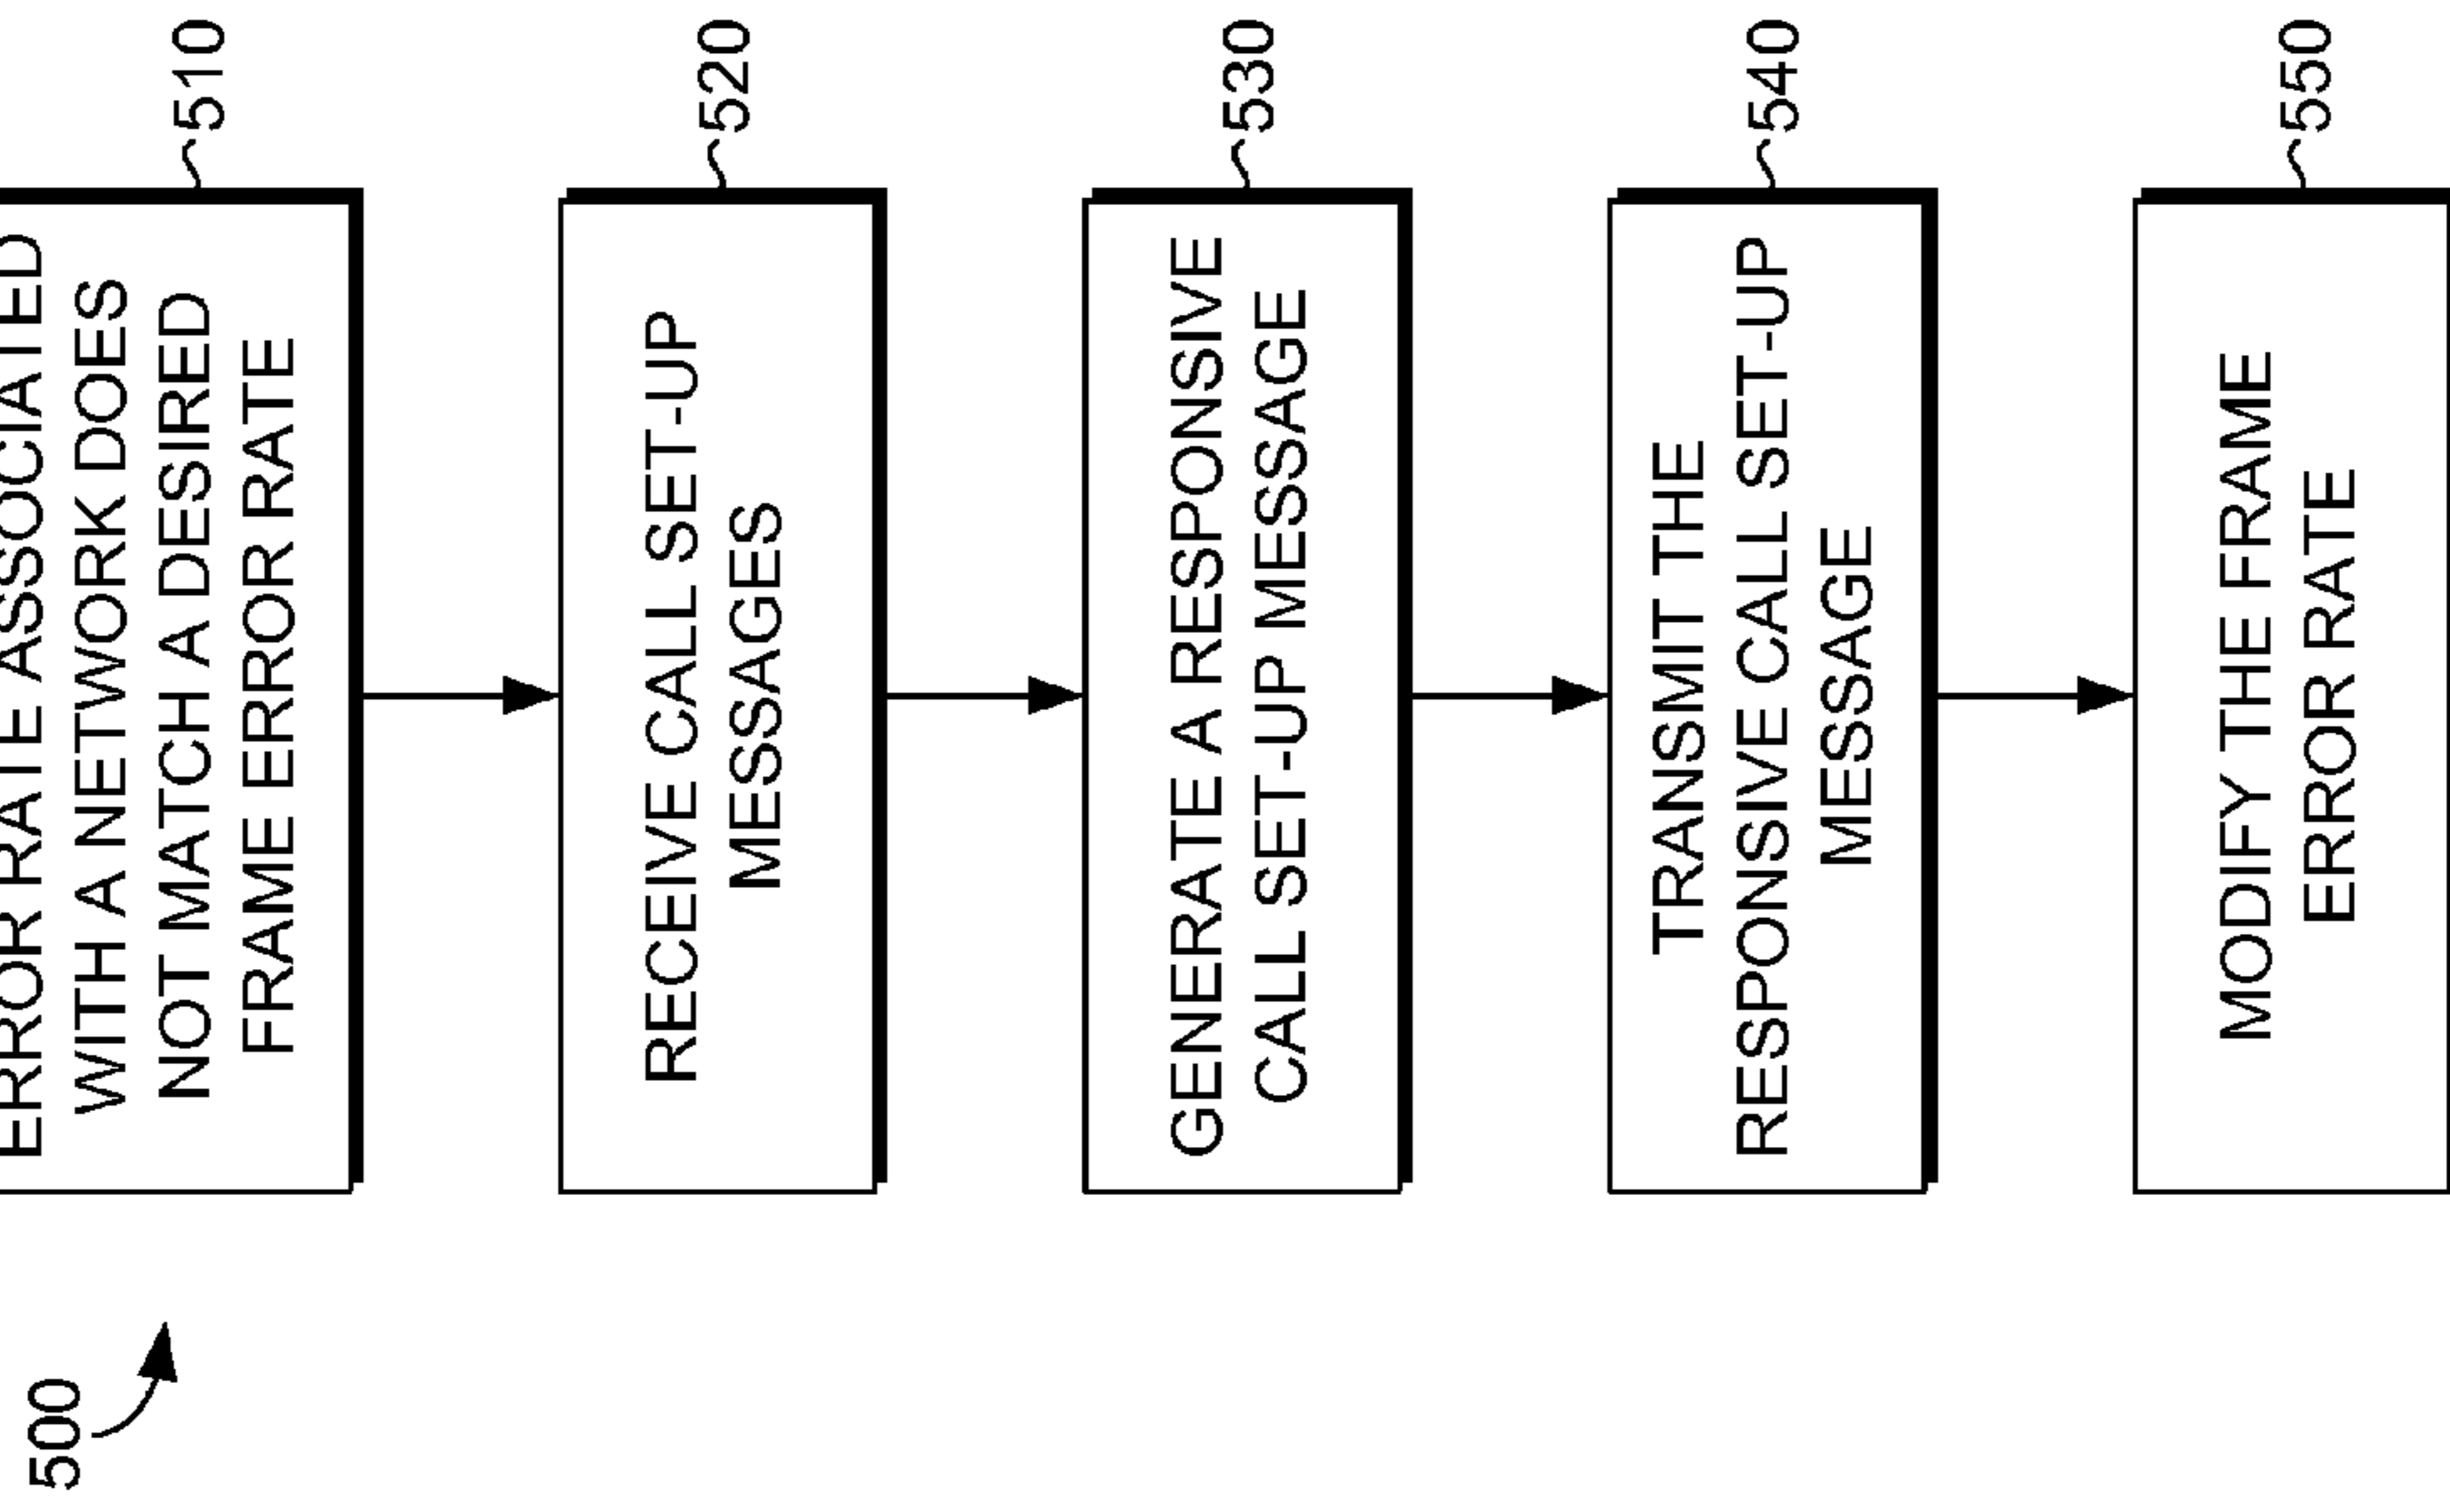 500
ERROR RATE ASSOCIATED
WITH A NETWORK DOES
NOT MATCH A DESIRED
FRAME ERROR RATE
510
RECEIVE CALL SET-UP
MESSAGES
520
GENERATE A RESPONSIVE
CALL SET-UP MESSAGE
530
TRANSMIT THE
RESPONSIVE CALL SET-UP
MESSAGE
540
MODIFY THE FRAME
ERROR RATE
550